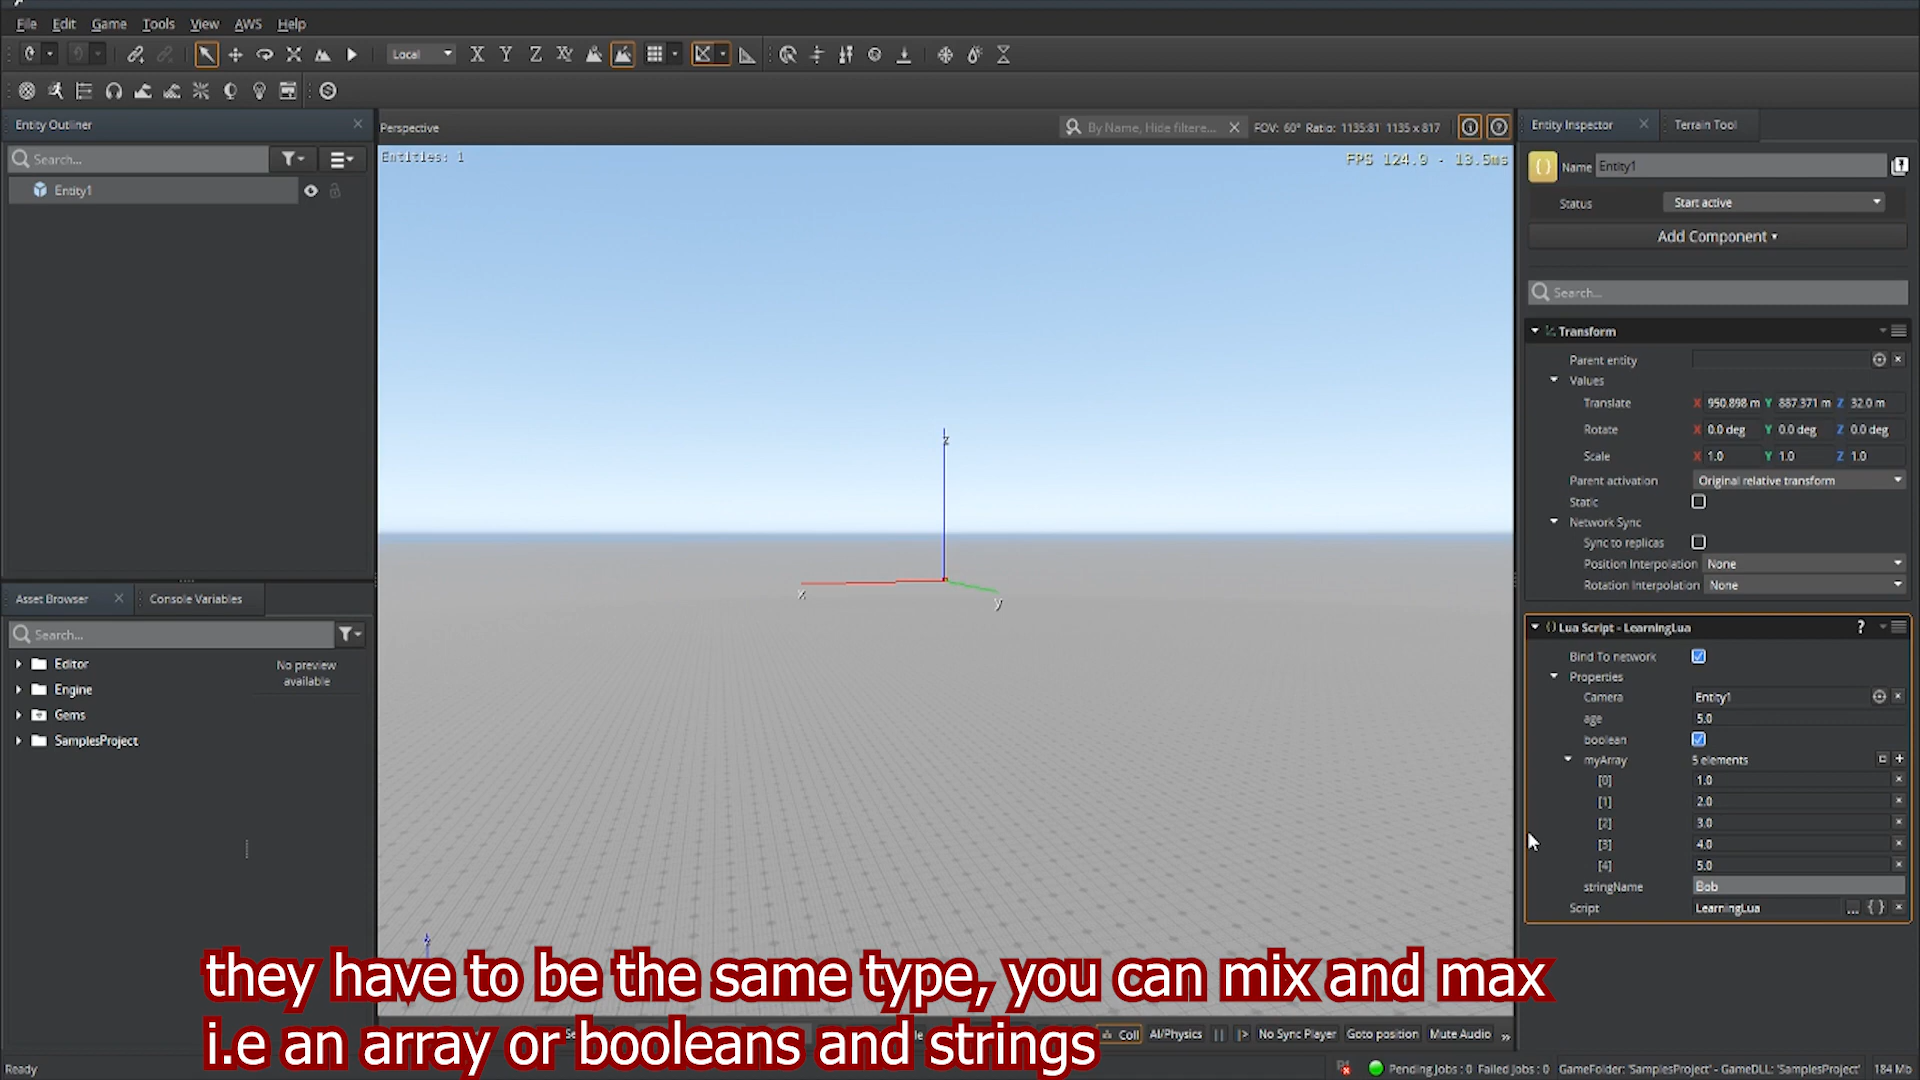 File Edit Game Tools View AWS Help
Local X Y Z XY
Entity Outliner
Search...
Entity1
Perspective
By Name, Hide filtere... FOV: 60° Ratio: 1135:81 1135 x 817
Entities: 1
FPS 124.9 - 13.5ms
x
y
z
Asset Browser Console Variables
Search...
Editor
Engine
Gems
SamplesProject
No preview
available
Entity Inspector Terrain Tool
Name Entity1
Status Start active
Add Component
Search...
Transform
Parent entity
Values
Translate X 950.898 m Y 887.371 m Z 32.0 m
Rotate X 0.0 deg Y 0.0 deg Z 0.0 deg
Scale X 1.0 Y 1.0 Z 1.0
Parent activation Original relative transform
Static
Network Sync
Sync to replicas
Position Interpolation None
Rotation Interpolation None
Lua Script - LearningLua ?
Bind To network
Properties
Camera Entity1
age 5.0
boolean
myArray 5 elements
[0] 1.0
[1] 2.0
[2] 3.0
[3] 4.0
[4] 5.0
stringName Bob
Script LearningLua ... { }
they have to be the same type, you can mix and max
i.e an array or booleans and strings
Coll AI/Physics No Sync Player Goto position Mute Audio »
Ready
Pending Jobs : 0 Failed Jobs : 0 GameFolder: 'SamplesProject' - GameDLL: 'SamplesProject' 184 Mb